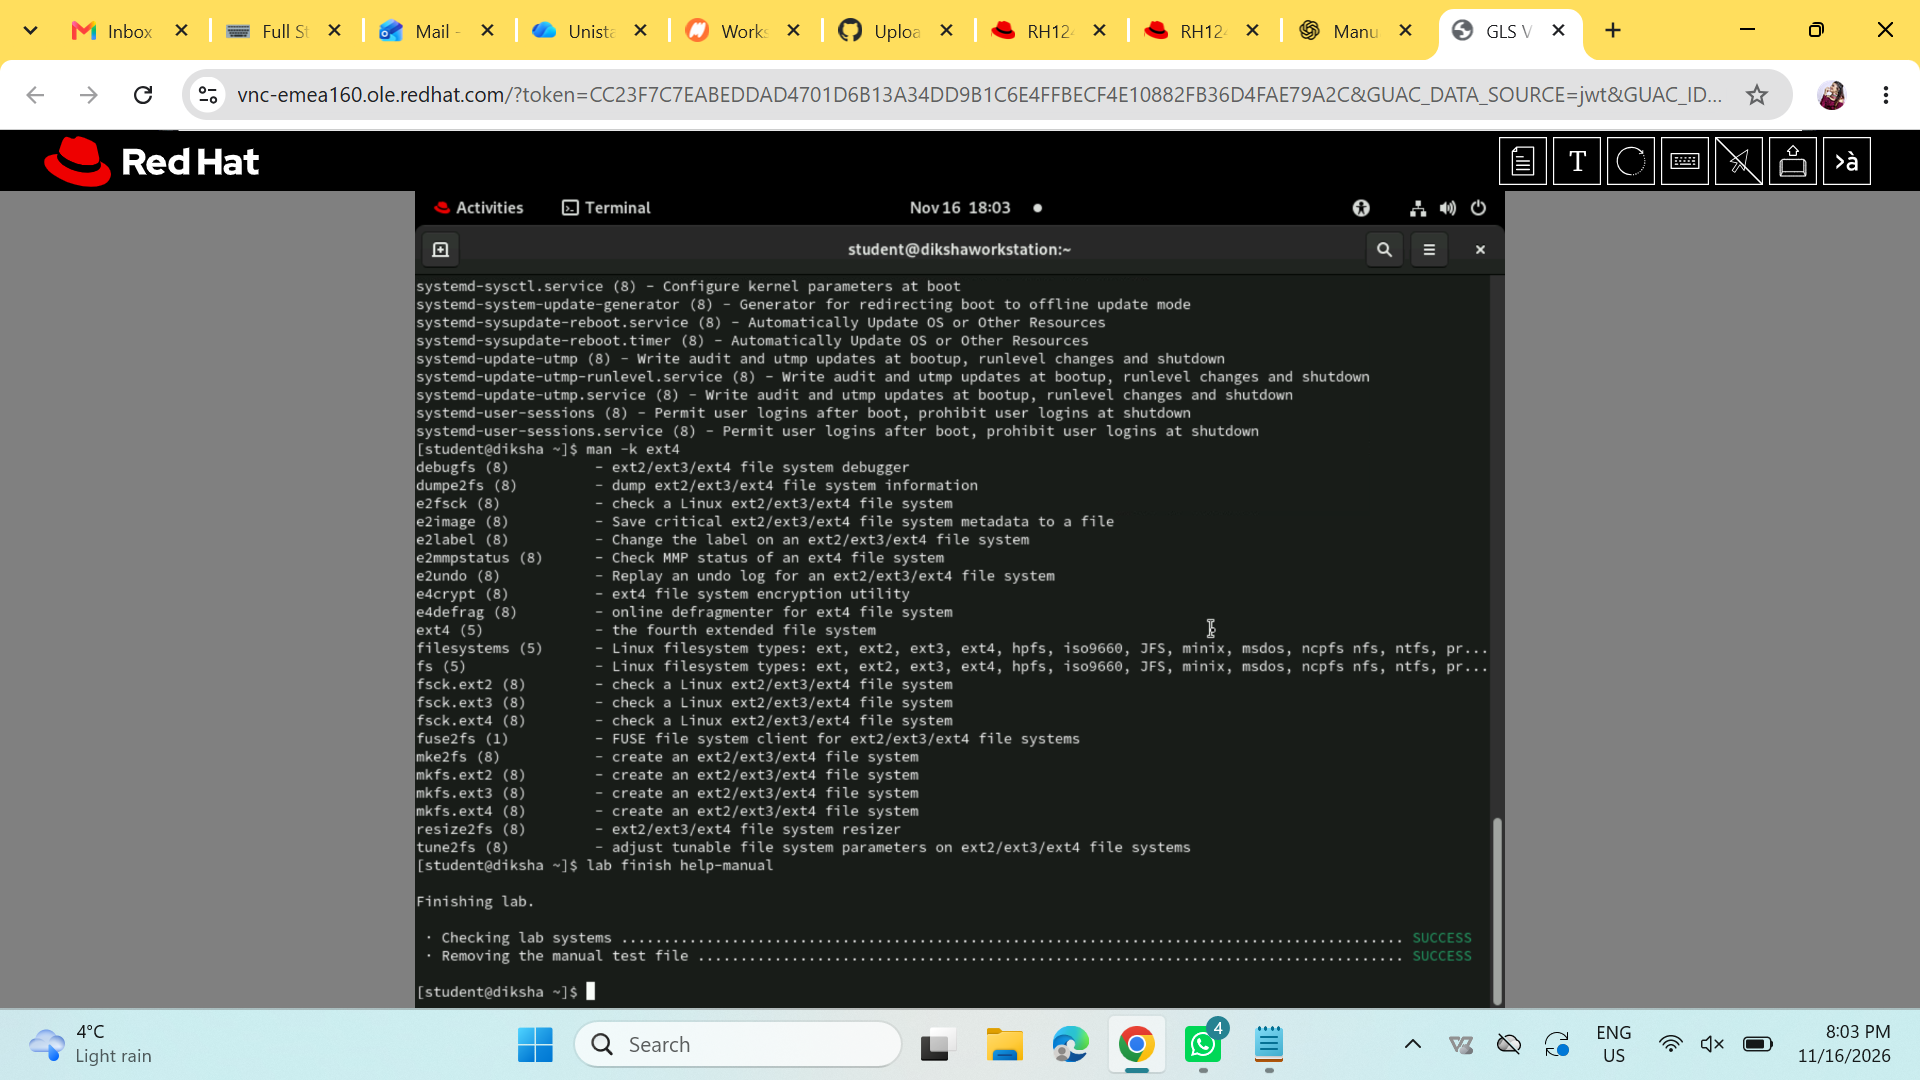 Inbox
Full S
Mail -
Unista
Works
Uploa
RH12
RH12
Manu
GLS V
vnc-emea160.ole.redhat.com/?token=CC23F7C7EABEDDAD4701D6B13A34DD9B1C6E4FFBECF4E10882FB36D4FAE79A2C&GUAC_DATA_SOURCE=jwt&GUAC_ID...
Red Hat
T
>à
Activities
Terminal
Nov 16 18:03
student@dikshaworkstation:~
systemd-sysctl.service (8) - Configure kernel parameters at boot
systemd-system-update-generator (8) - Generator for redirecting boot to offline update mode
systemd-sysupdate-reboot.service (8) - Automatically Update OS or Other Resources
systemd-sysupdate-reboot.timer (8) - Automatically Update OS or Other Resources
systemd-update-utmp (8) - Write audit and utmp updates at bootup, runlevel changes and shutdown
systemd-update-utmp-runlevel.service (8) - Write audit and utmp updates at bootup, runlevel changes and shutdown
systemd-update-utmp.service (8) - Write audit and utmp updates at bootup, runlevel changes and shutdown
systemd-user-sessions (8) - Permit user logins after boot, prohibit user logins at shutdown
systemd-user-sessions.service (8) - Permit user logins after boot, prohibit user logins at shutdown
[student@diksha ~]$ man -k ext4
debugfs (8) - ext2/ext3/ext4 file system debugger
dumpe2fs (8) - dump ext2/ext3/ext4 file system information
e2fsck (8) - check a Linux ext2/ext3/ext4 file system
e2image (8) - Save critical ext2/ext3/ext4 file system metadata to a file
e2label (8) - Change the label on an ext2/ext3/ext4 file system
e2mmpstatus (8) - Check MMP status of an ext4 file system
e2undo (8) - Replay an undo log for an ext2/ext3/ext4 file system
e4crypt (8) - ext4 file system encryption utility
e4defrag (8) - online defragmenter for ext4 file system
ext4 (5) - the fourth extended file system
filesystems (5) - Linux filesystem types: ext, ext2, ext3, ext4, hpfs, iso9660, JFS, minix, msdos, ncpfs nfs, ntfs, pr...
fs (5) - Linux filesystem types: ext, ext2, ext3, ext4, hpfs, iso9660, JFS, minix, msdos, ncpfs nfs, ntfs, pr...
fsck.ext2 (8) - check a Linux ext2/ext3/ext4 file system
fsck.ext3 (8) - check a Linux ext2/ext3/ext4 file system
fsck.ext4 (8) - check a Linux ext2/ext3/ext4 file system
fuse2fs (1) - FUSE file system client for ext2/ext3/ext4 file systems
mke2fs (8) - create an ext2/ext3/ext4 file system
mkfs.ext2 (8) - create an ext2/ext3/ext4 file system
mkfs.ext3 (8) - create an ext2/ext3/ext4 file system
mkfs.ext4 (8) - create an ext2/ext3/ext4 file system
resize2fs (8) - ext2/ext3/ext4 file system resizer
tune2fs (8) - adjust tunable file system parameters on ext2/ext3/ext4 file systems
[student@diksha ~]$ lab finish help-manual
Finishing lab.
· Checking lab systems ............................................................................................ SUCCESS
· Removing the manual test file ................................................................................... SUCCESS
[student@diksha ~]$
4°C
Light rain
Search
4
ENG
US
8:03 PM
11/16/2026